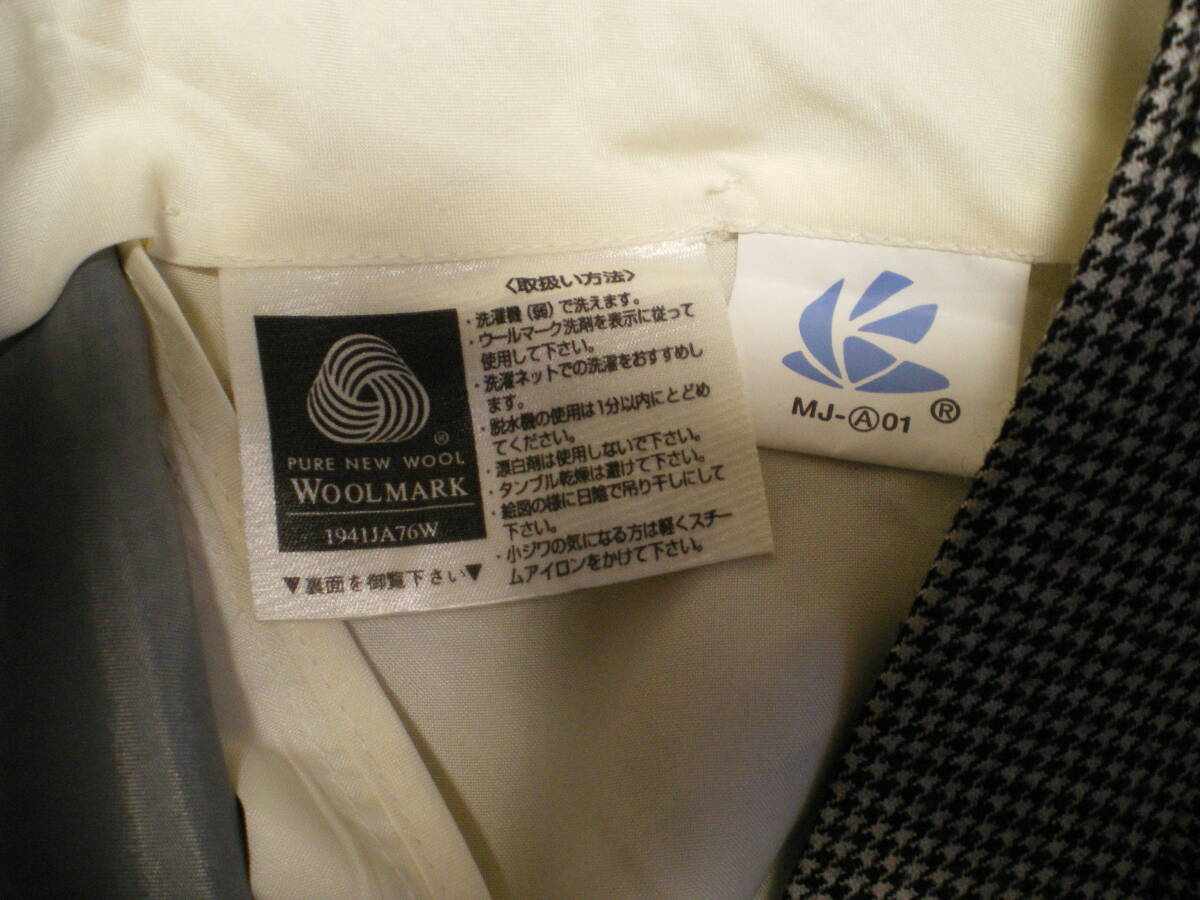 ®
PURE NEW WOOL
WOOLMARK
1941JA76W
▼裏面を御覧下さい▼
〈取扱い方法〉
・洗濯機（弱）で洗えます。
・ウールマーク洗剤を表示に従って
使用して下さい。
・洗濯ネットでの洗濯をおすすめし
ます。
・脱水機の使用は1分以内にとどめ
てください。
・漂白剤は使用しないで下さい。
・タンブル乾燥は避けて下さい。
・絵図の様に日陰で吊り干しにして
下さい。
・小ジワの気になる方は軽くスチー
ムアイロンをかけて下さい。
MJ-Ⓐ01 ®